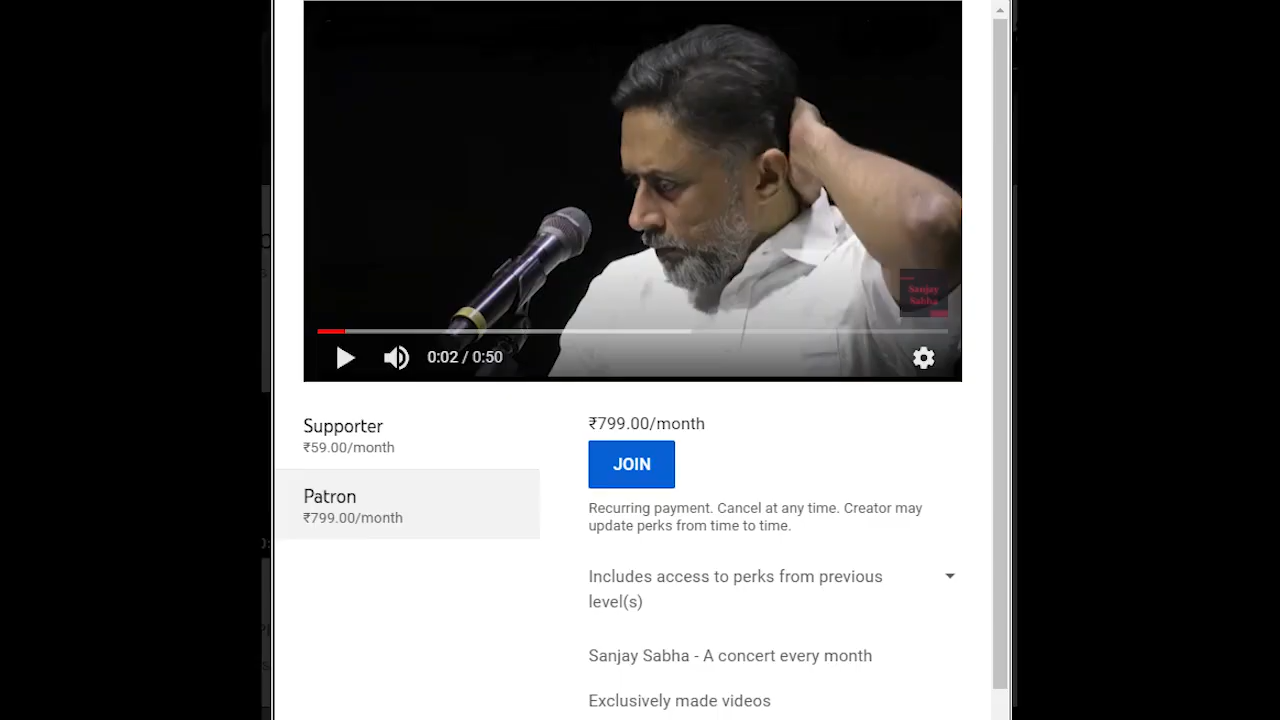 Sanjay
Sabha
0:02 / 0:50
Supporter
₹59.00/month
Patron
₹799.00/month
₹799.00/month
JOIN
Recurring payment. Cancel at any time. Creator may
update perks from time to time.
Includes access to perks from previous
level(s)
Sanjay Sabha - A concert every month
Exclusively made videos